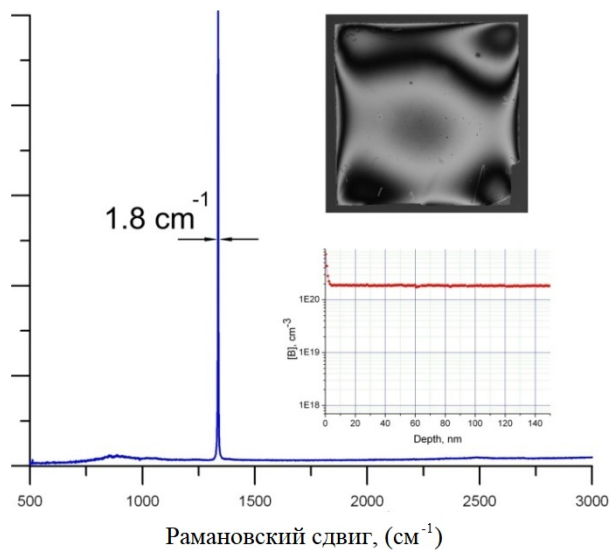 1.8 cm⁻¹
1E20
1E19
1E18
[B], cm⁻³
0 20 40 60 80 100 120 140
Depth, nm
500 1000 1500 2000 2500 3000
Рамановский сдвиг, (см⁻¹)